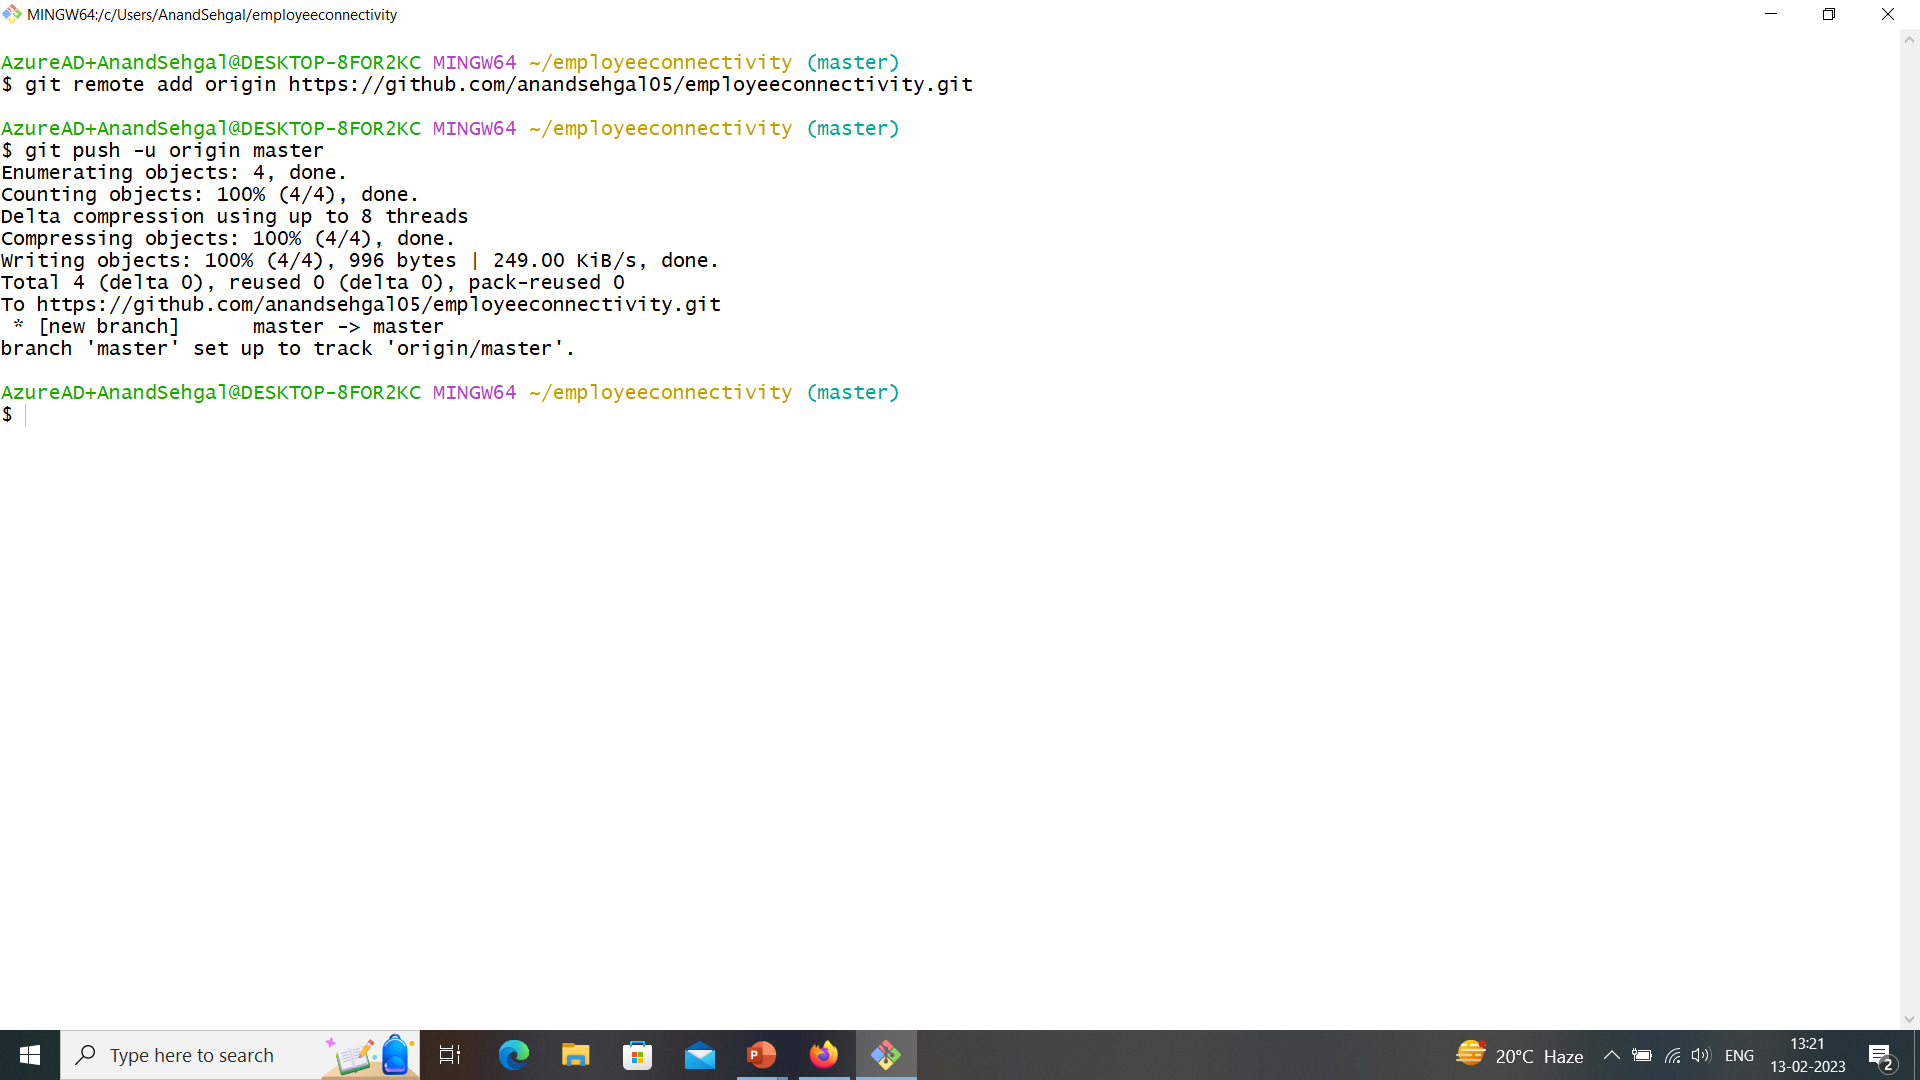 MINGW64:/c/Users/AnandSehgal/employeeconnectivity
AzureAD+AnandSehgal@DESKTOP-8FOR2KC MINGW64 ~/employeeconnectivity (master)
$ git remote add origin https://github.com/anandsehgal05/employeeconnectivity.git
AzureAD+AnandSehgal@DESKTOP-8FOR2KC MINGW64 ~/employeeconnectivity (master)
$ git push -u origin master
Enumerating objects: 4, done.
Counting objects: 100% (4/4), done.
Delta compression using up to 8 threads
Compressing objects: 100% (4/4), done.
Writing objects: 100% (4/4), 996 bytes | 249.00 KiB/s, done.
Total 4 (delta 0), reused 0 (delta 0), pack-reused 0
To https://github.com/anandsehgal05/employeeconnectivity.git
 * [new branch]      master -> master
branch 'master' set up to track 'origin/master'.
AzureAD+AnandSehgal@DESKTOP-8FOR2KC MINGW64 ~/employeeconnectivity (master)
$
Type here to search
P
20°C Haze
ENG
13:21
13-02-2023
2